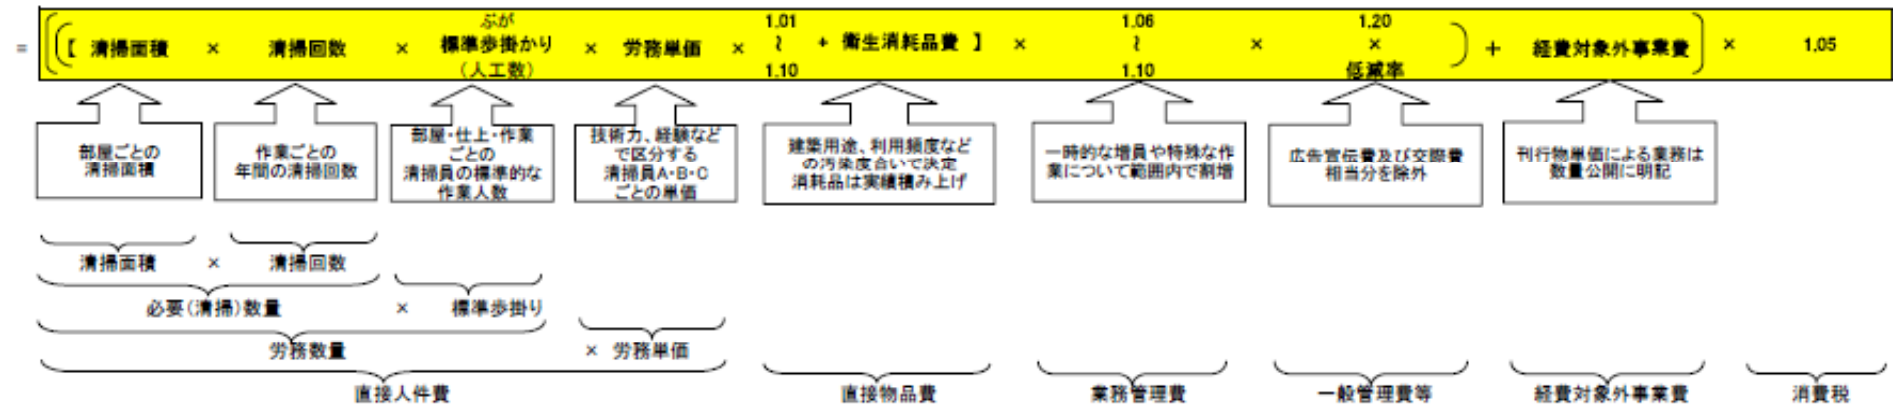 ぶが 1.01 1.06 1.20
= 〔(【 清掃面積 × 清掃回数 × 標準歩掛かり × 労務単価 × ~ + 衛生消耗品費 】 × ~ × × ) + 経費対象外事業費 〕 × 1.05
(人工数) 1.10 1.10 低減率
部屋ごとの
清掃面積
作業ごとの
年間の清掃回数
部屋・仕上・作業
ごとの
清掃員の標準的な
作業人数
技術力、経験など
で区分する
清掃員A・B・C
ごとの単価
建築用途、利用頻度など
の汚染度合いで決定
消耗品は実績積み上げ
一時的な増員や特殊な作
業について範囲内で割増
広告宣伝費及び交際費
相当分を除外
刊行物単価による業務は
数量公開に明記
清掃面積 × 清掃回数
必要(清掃)数量 × 標準歩掛り
労務数量 × 労務単価
直接人件費 直接物品費 業務管理費 一般管理費等 経費対象外事業費 消費税